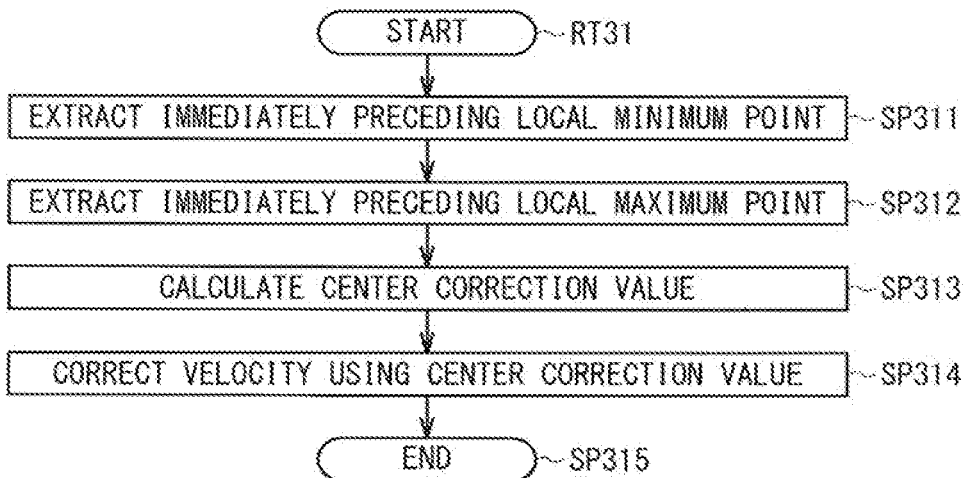 START RT31
EXTRACT IMMEDIATELY PRECEDING LOCAL MINIMUM POINT SP311
EXTRACT IMMEDIATELY PRECEDING LOCAL MAXIMUM POINT SP312
CALCULATE CENTER CORRECTION VALUE SP313
CORRECT VELOCITY USING CENTER CORRECTION VALUE SP314
END SP315